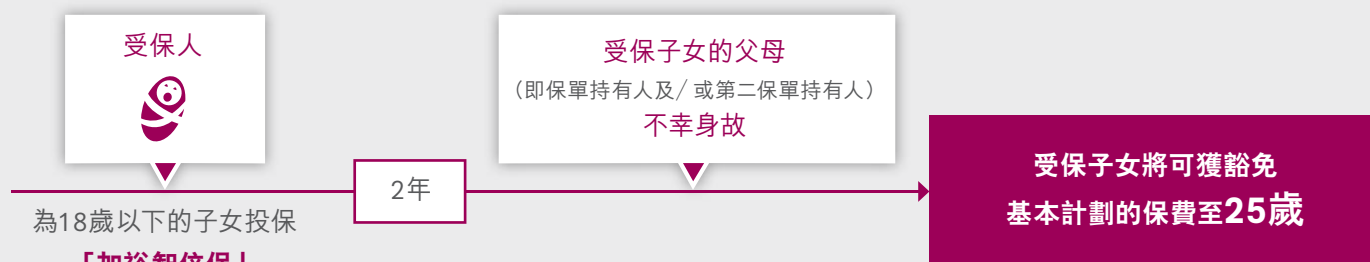 受保人
受保子女的父母
（即保單持有人及/或第二保單持有人）
不幸身故
2年
為18歲以下的子女投保
受保子女將可獲豁免
基本計劃的保費至25歲